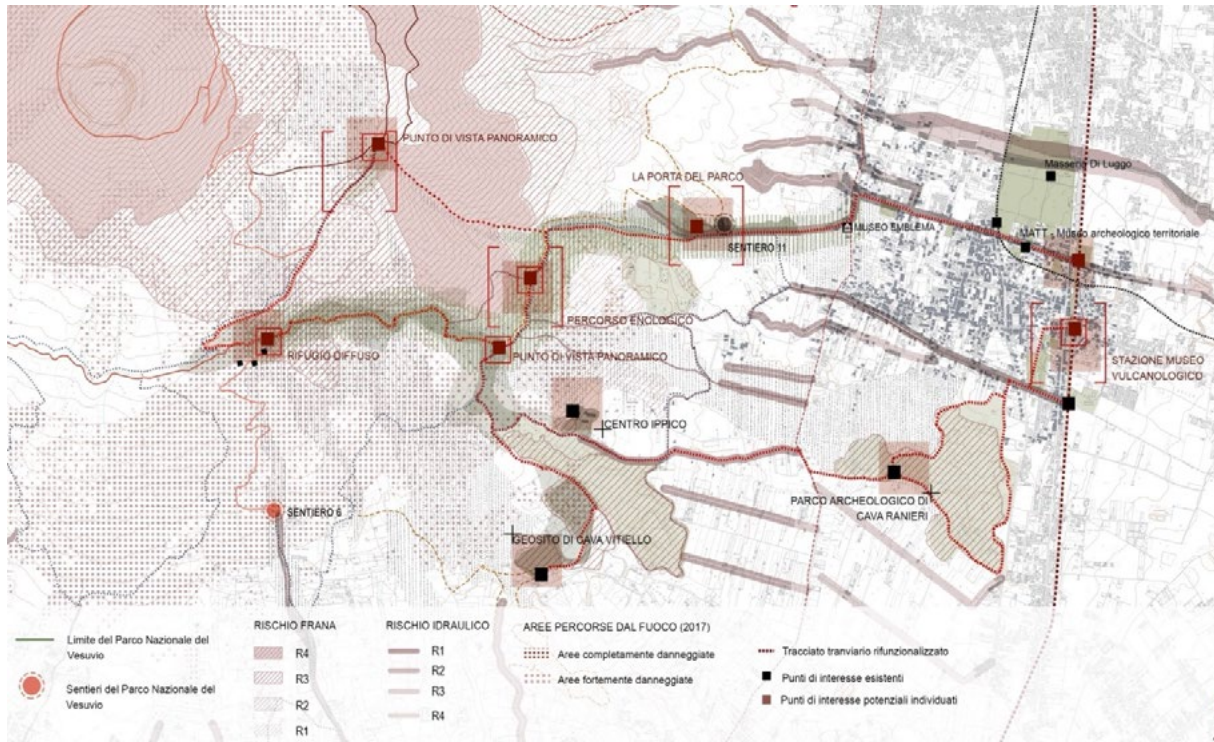 PUNTO DI VISTA PANORAMICO
LA PORTA DEL PARCO
Masseria Di Luggo
MUSEO EMBLEMA
MATT - Museo archeologico territoriale
SENTIERO 11
PERCORSO ENOLOGICO
RIFUGIO DIFFUSO
PUNTO DI VISTA PANORAMICO
STAZIONE MUSEO
VULCANOLOGICO
CENTRO IPPICO
PARCO ARCHEOLOGICO DI
CAVA RANIERI
SENTIERO 6
GEOSITO DI CAVA VITIELLO
Limite del Parco Nazionale del
Vesuvio
Sentieri del Parco Nazionale del
Vesuvio
RISCHIO FRANA
R4
R3
R2
R1
RISCHIO IDRAULICO
R1
R2
R3
R4
AREE PERCORSE DAL FUOCO (2017)
Aree completamente danneggiate
Aree fortemente danneggiate
Tracciato tranviario rifunzionalizzato
Punti di interesse esistenti
Punti di interesse potenziali individuati